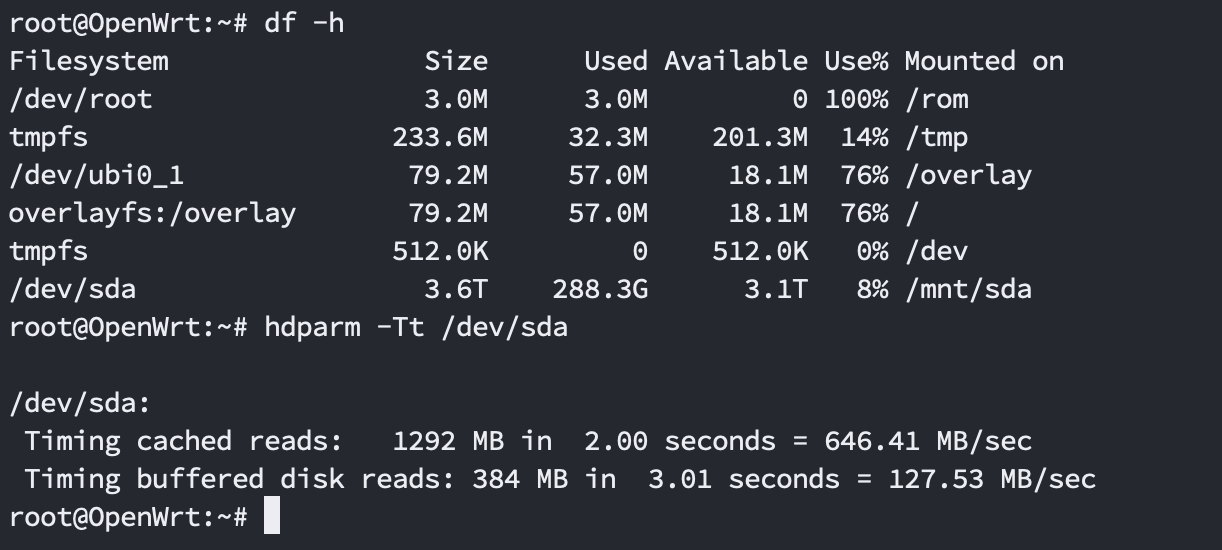 root@OpenWrt:~# df -h
Filesystem                Size      Used Available Use% Mounted on
/dev/root                 3.0M      3.0M         0 100% /rom
tmpfs                   233.6M     32.3M    201.3M  14% /tmp
/dev/ubi0_1              79.2M     57.0M     18.1M  76% /overlay
overlayfs:/overlay       79.2M     57.0M     18.1M  76% /
tmpfs                   512.0K         0    512.0K   0% /dev
/dev/sda                  3.6T    288.3G      3.1T   8% /mnt/sda
root@OpenWrt:~# hdparm -Tt /dev/sda

/dev/sda:
 Timing cached reads:   1292 MB in  2.00 seconds = 646.41 MB/sec
 Timing buffered disk reads: 384 MB in  3.01 seconds = 127.53 MB/sec
root@OpenWrt:~#